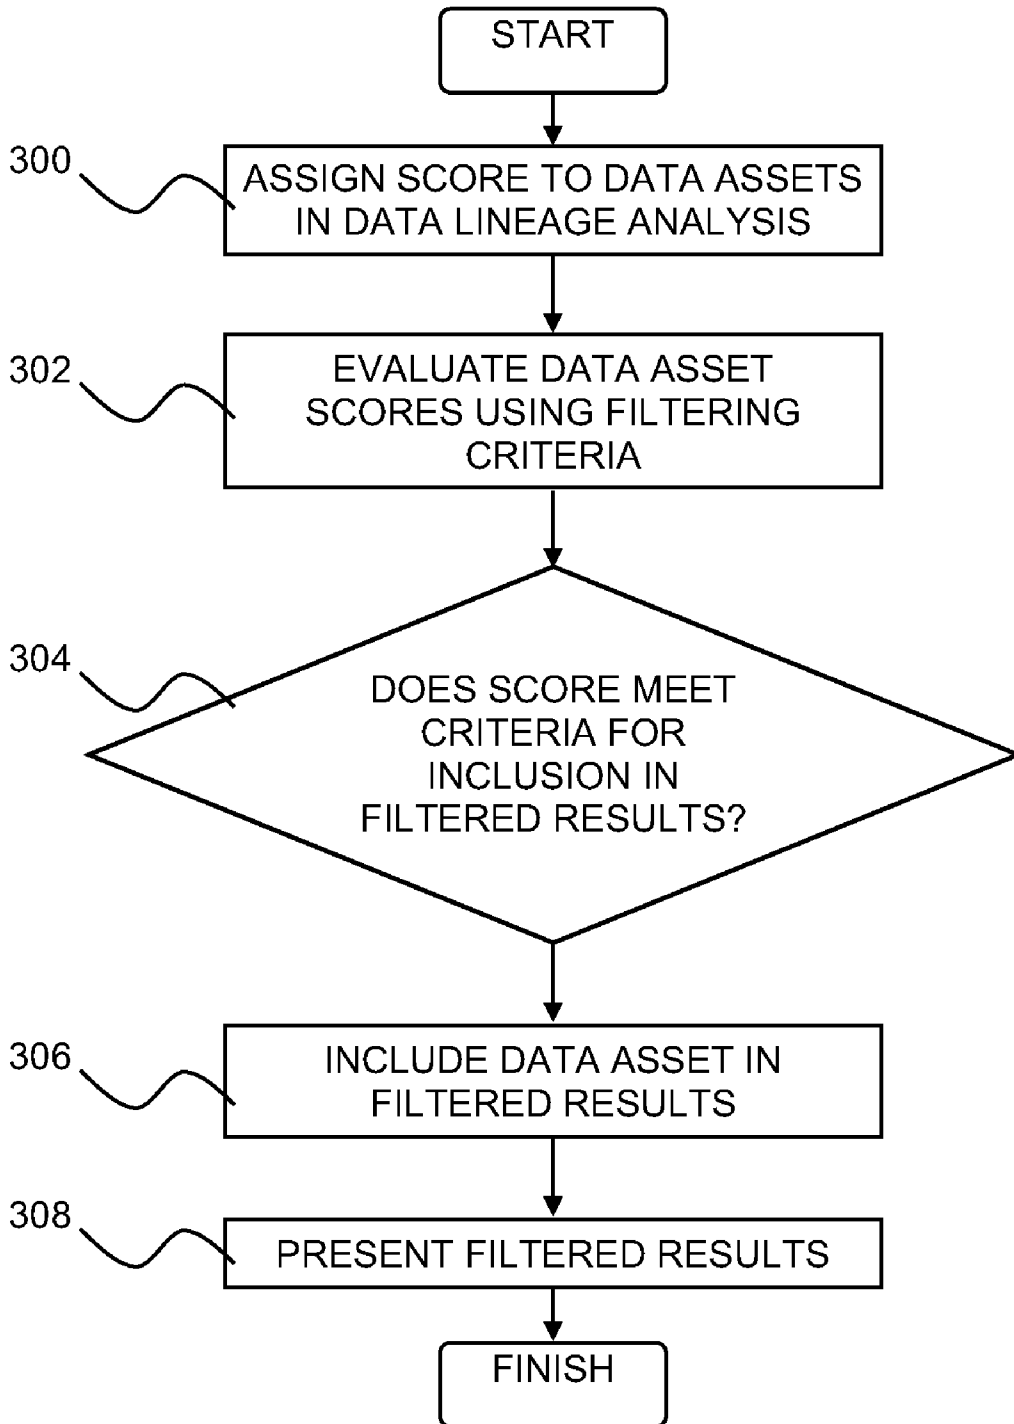 START
300
ASSIGN SCORE TO DATA ASSETS
IN DATA LINEAGE ANALYSIS
302
EVALUATE DATA ASSET
SCORES USING FILTERING
CRITERIA
304
DOES SCORE MEET
CRITERIA FOR
INCLUSION IN
FILTERED RESULTS?
306
INCLUDE DATA ASSET IN
FILTERED RESULTS
308
PRESENT FILTERED RESULTS
FINISH